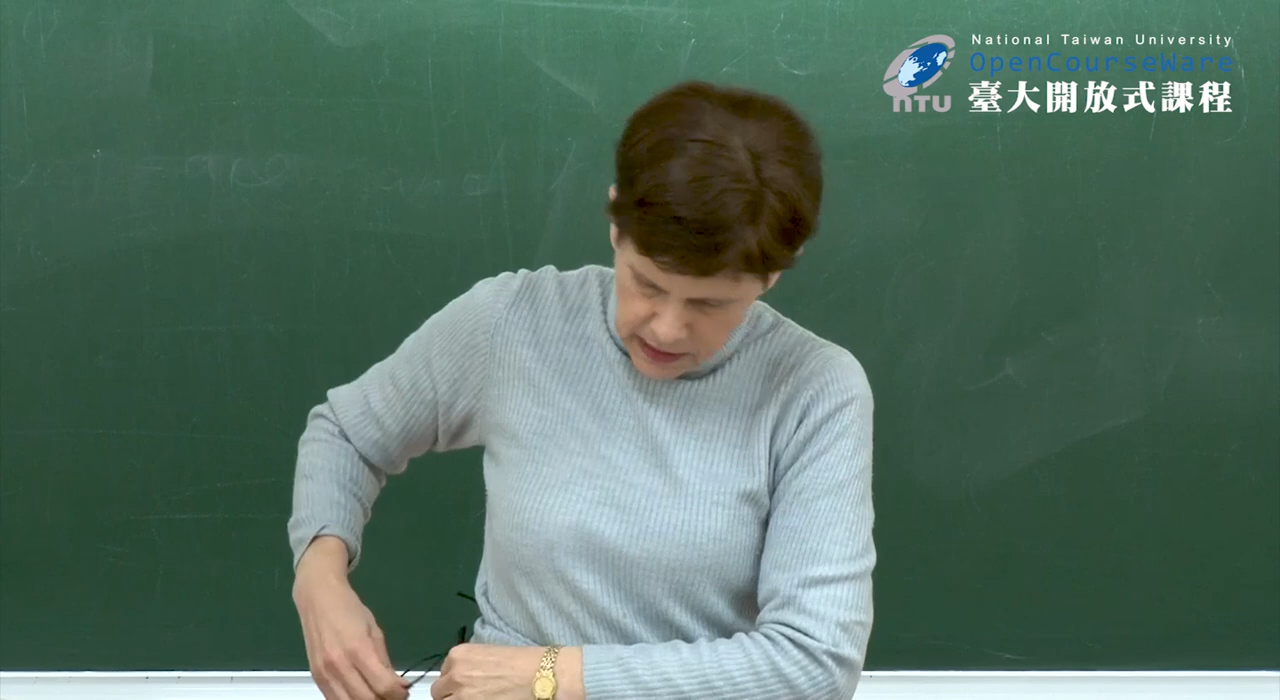 National Taiwan University
OpenCourseWare
臺大開放式課程
NTU